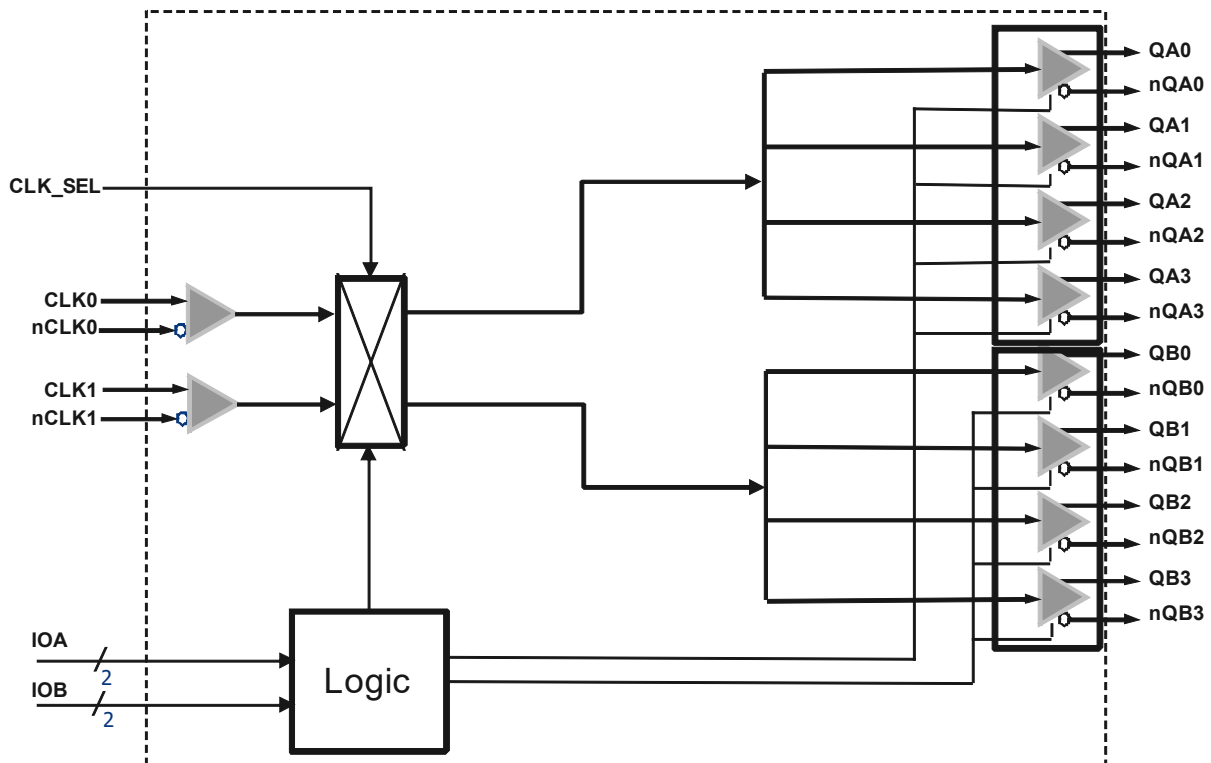 QA0
nQA0
QA1
nQA1
CLK_SEL
QA2
nQA2
QA3
CLK0
nCLK0
nQA3
QB0
CLK1
nQB0
nCLK1
QB1
nQB1
QB2
nQB2
QB3
nQB3
IOA
2
Logic
IOB
2